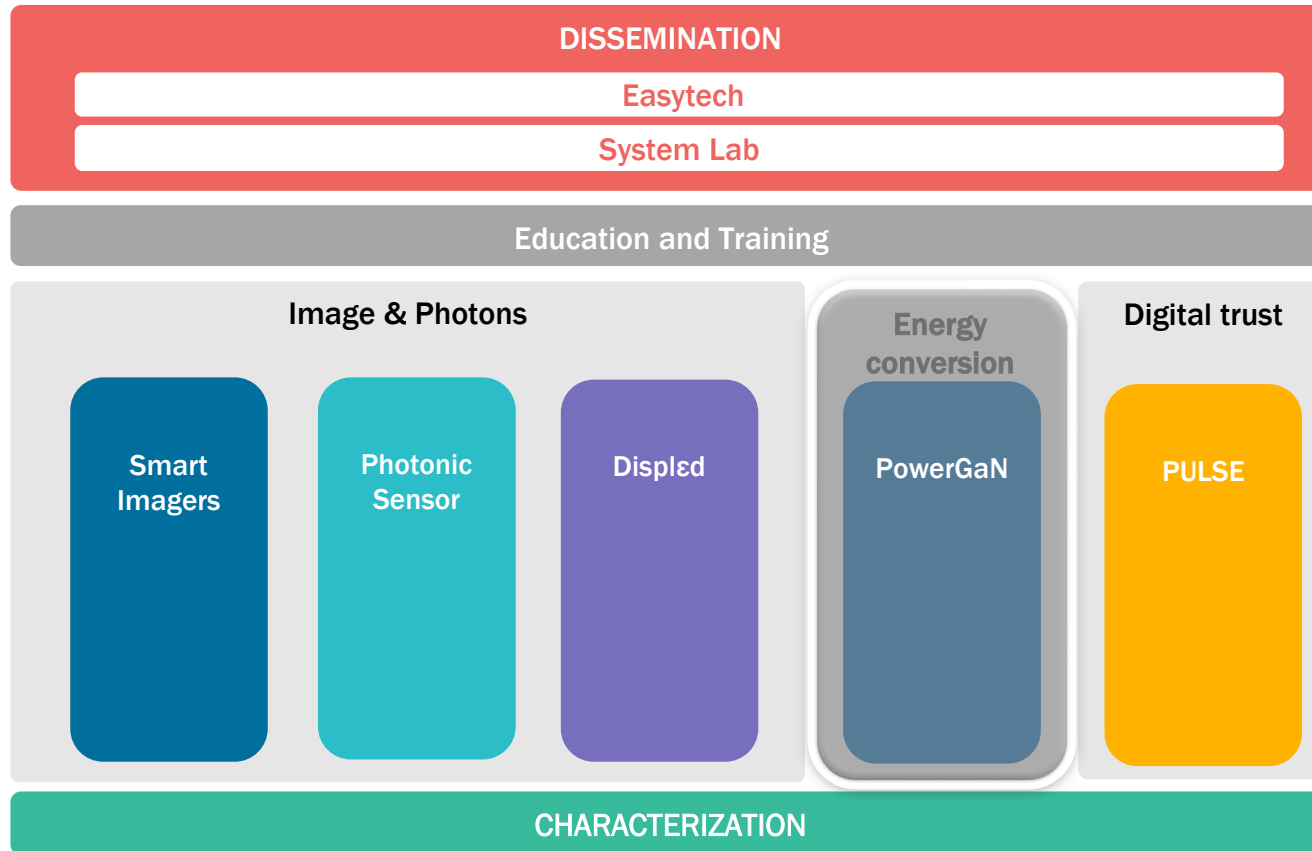 DISSEMINATION
Easytech
System Lab
Education and Training
Image & Photons
Smart
Imagers
Photonic
Sensor
Displεd
Energy
conversion
PowerGaN
Digital trust
PULSE
CHARACTERIZATION